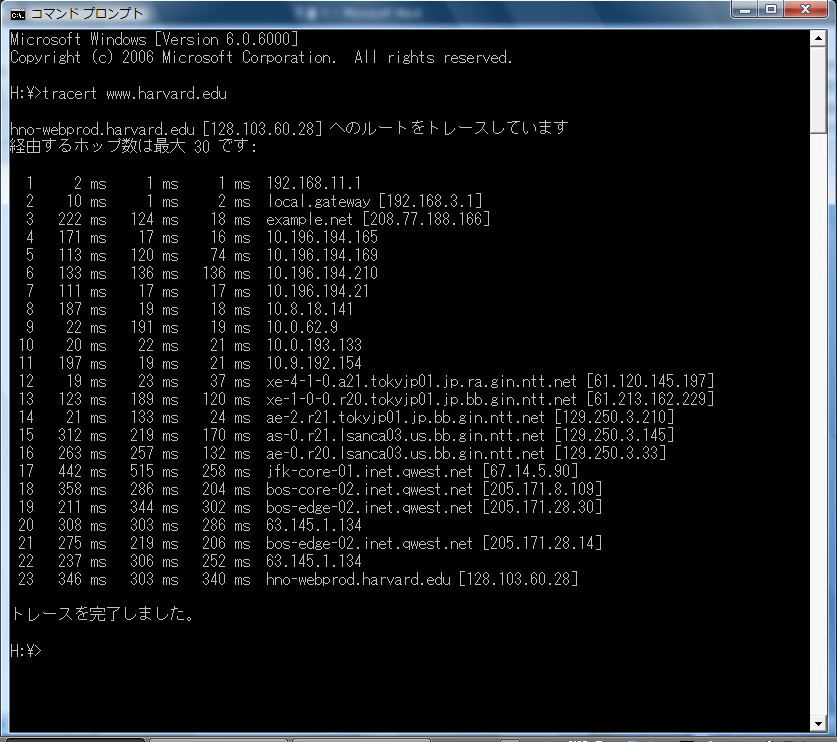 コマンド プロンプト
Microsoft Windows [Version 6.0.6000]
Copyright (c) 2006 Microsoft Corporation.  All rights reserved.
H:¥>tracert www.harvard.edu
hno-webprod.harvard.edu [128.103.60.28] へのルートをトレースしています
経由するホップ数は最大 30 です:
1     2 ms     1 ms     1 ms  192.168.11.1
2    10 ms     1 ms     2 ms  local.gateway [192.168.3.1]
3   222 ms   124 ms    18 ms  example.net [208.77.188.166]
4   171 ms    17 ms    16 ms  10.196.194.165
5   113 ms   120 ms    74 ms  10.196.194.169
6   133 ms   136 ms   136 ms  10.196.194.210
7   111 ms    17 ms    17 ms  10.196.194.21
8   187 ms    19 ms    18 ms  10.8.18.141
9    22 ms   191 ms    19 ms  10.0.62.9
10    20 ms    22 ms    21 ms  10.0.193.133
11   197 ms    19 ms    21 ms  10.9.192.154
12    19 ms    23 ms    37 ms  xe-4-1-0.a21.tokyjp01.jp.ra.gin.ntt.net [61.120.145.197]
13   123 ms   189 ms   120 ms  xe-1-0-0.r20.tokyjp01.jp.bb.gin.ntt.net [61.213.162.229]
14    21 ms   133 ms    24 ms  ae-2.r21.tokyjp01.jp.bb.gin.ntt.net [129.250.3.210]
15   312 ms   219 ms   170 ms  as-0.r21.lsanca03.us.bb.gin.ntt.net [129.250.3.145]
16   263 ms   257 ms   132 ms  ae-0.r20.lsanca03.us.bb.gin.ntt.net [129.250.3.33]
17   442 ms   515 ms   258 ms  jfk-core-01.inet.qwest.net [67.14.5.90]
18   358 ms   286 ms   204 ms  bos-core-02.inet.qwest.net [205.171.8.109]
19   211 ms   344 ms   302 ms  bos-edge-02.inet.qwest.net [205.171.28.30]
20   308 ms   303 ms   286 ms  63.145.1.134
21   275 ms   219 ms   206 ms  bos-edge-02.inet.qwest.net [205.171.28.14]
22   237 ms   306 ms   252 ms  63.145.1.134
23   346 ms   303 ms   340 ms  hno-webprod.harvard.edu [128.103.60.28]
トレースを完了しました。
H:¥>